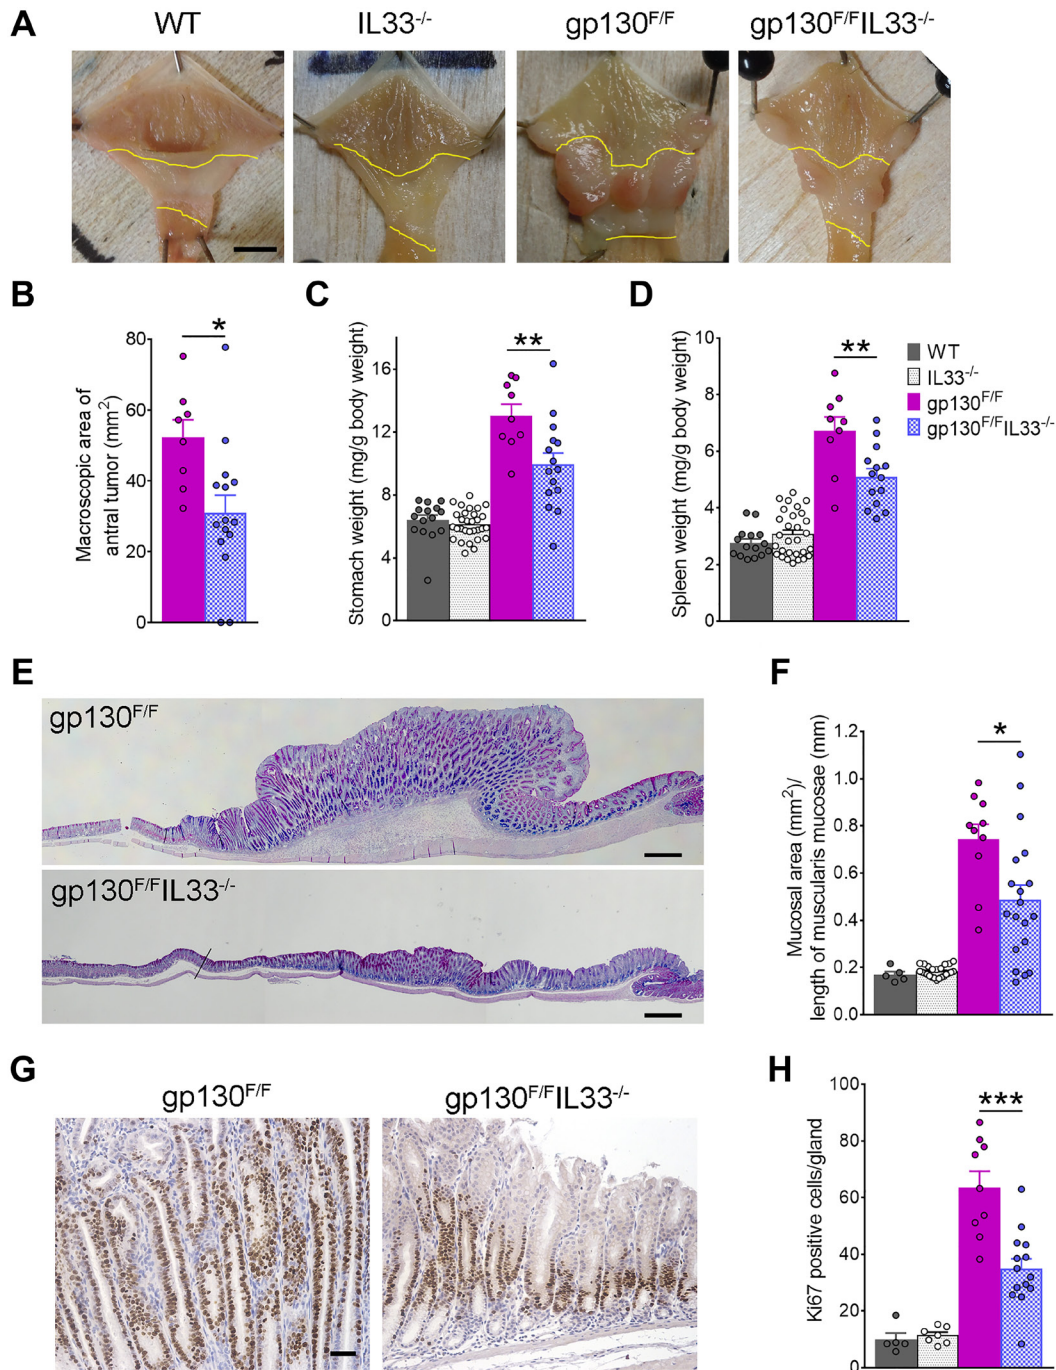 A
WT
IL33-/-
gp130F/F
gp130F/FIL33-/-
B
Macroscopic area of
antral tumor (mm2)
80
60
40
20
0
*
C
Stomach weight (mg/g body weight)
16
12
8
4
0
**
D
Spleen weight (mg/g body weight)
10
8
6
4
2
0
**
WT
IL33-/-
gp130F/F
gp130F/FIL33-/-
E
gp130F/F
gp130F/FIL33-/-
F
Mucosal area (mm2)/
length of muscularis mucosae (mm)
1.2
1.0
0.8
0.6
0.4
0.2
0.0
*
G
gp130F/F
gp130F/FIL33-/-
H
Ki67 positive cells/gland
100
80
60
40
20
0
***